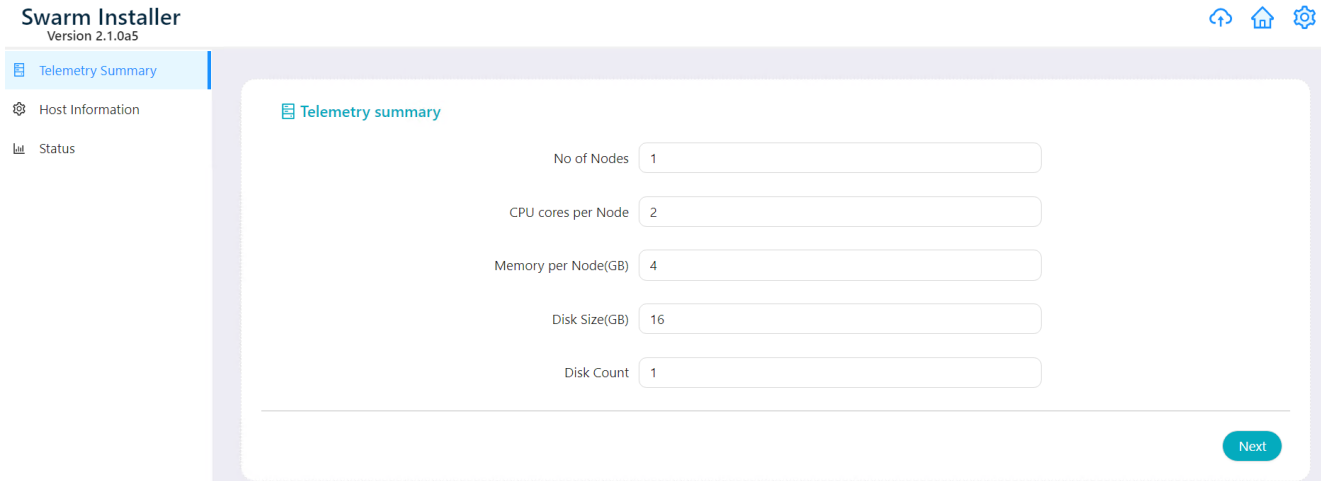 Swarm Installer
Version 2.1.0a5
Telemetry Summary
Host Information
Status
Telemetry summary
No of Nodes 1
CPU cores per Node 2
Memory per Node(GB) 4
Disk Size(GB) 16
Disk Count 1
Next